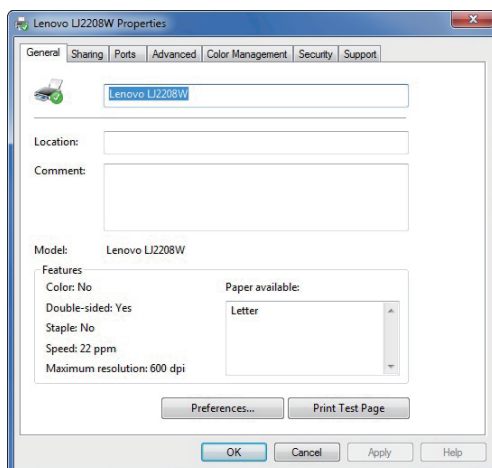 Lenovo LJ2208W Properties
General Sharing Ports Advanced Color Management Security Support
Lenovo LJ2208W
Location:
Comment:
Model: Lenovo LJ2208W
Features
Color: No Paper available:
Double-sided: Yes Letter
Staple: No
Speed: 22 ppm
Maximum resolution: 600 dpi
Preferences... Print Test Page
OK Cancel Apply Help